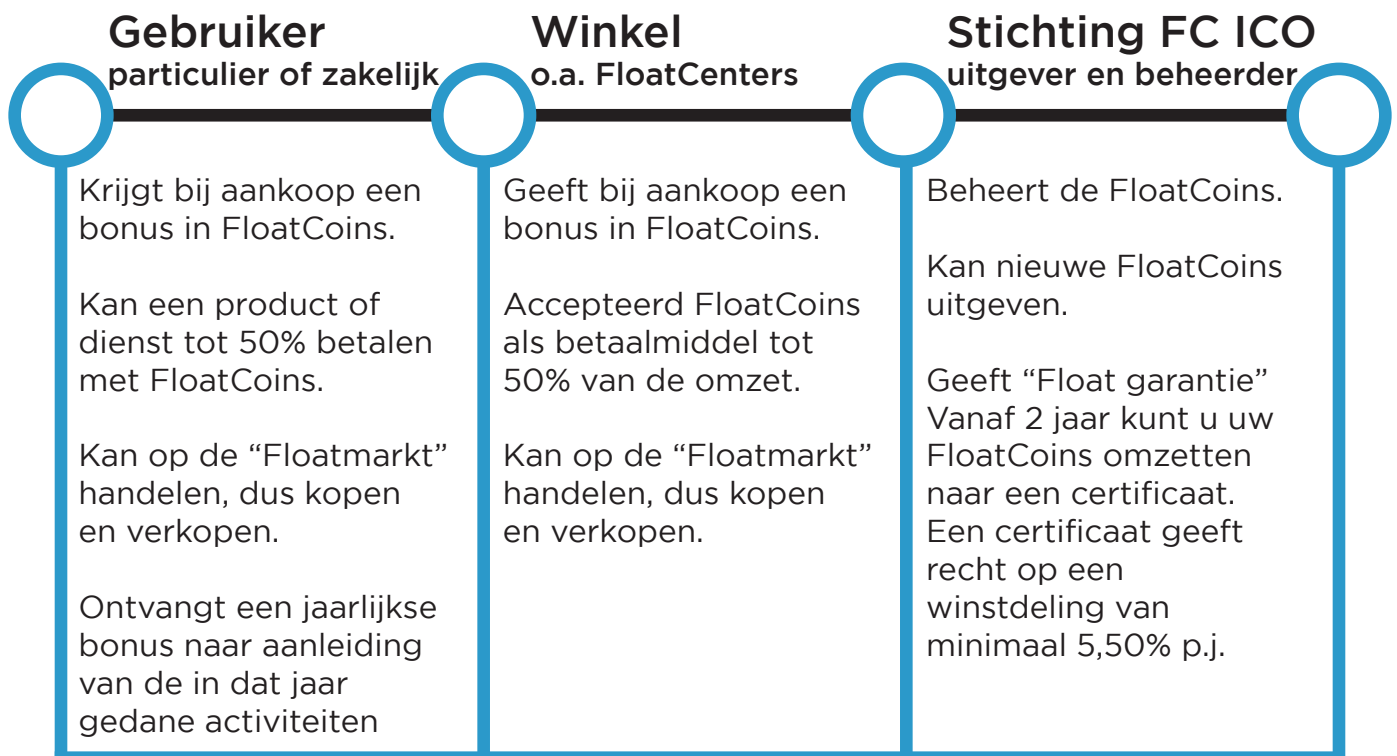 Gebruiker
particulier of zakelijk
Krijgt bij aankoop een
bonus in FloatCoins.
Kan een product of
dienst tot 50% betalen
met FloatCoins.
Kan op de “Floatmarkt”
handelen, dus kopen
en verkopen.
Ontvangt een jaarlijkse
bonus naar aanleiding
van de in dat jaar
gedane activiteiten
Winkel
o.a. FloatCenters
Geeft bij aankoop een
bonus in FloatCoins.
Accepteerd FloatCoins
als betaalmiddel tot
50% van de omzet.
Kan op de “Floatmarkt”
handelen, dus kopen
en verkopen.
Stichting FC ICO
uitgever en beheerder
Beheert de FloatCoins.
Kan nieuwe FloatCoins
uitgeven.
Geeft “Float garantie”
Vanaf 2 jaar kunt u uw
FloatCoins omzetten
naar een certificaat.
Een certificaat geeft
recht op een
winstdeling van
minimaal 5,50% p.j.